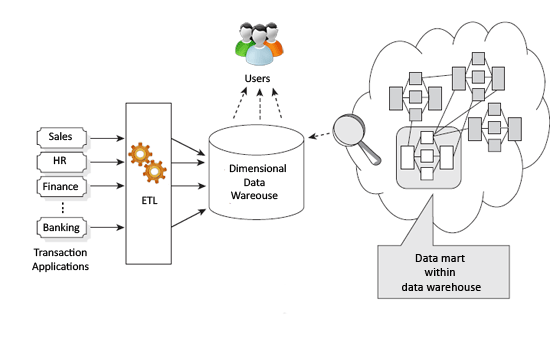 Users
Sales
HR
Finance
Banking
Transaction
Applications
ETL
Dimensional
Data
Wareouse
Data mart
within
data warehouse